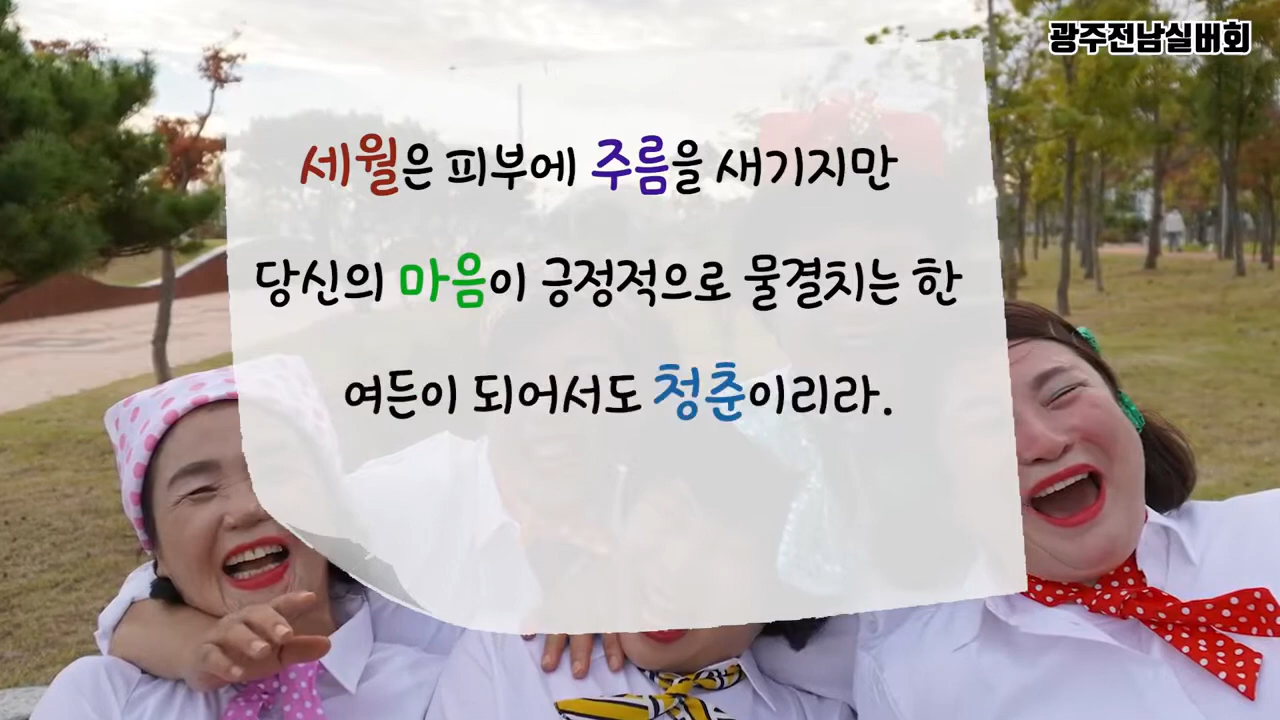 광주전남실버회
세월은 피부에 주름을 새기지만
당신의 마음이 긍정적으로 물결치는 한
여든이 되어서도 청춘이리라.